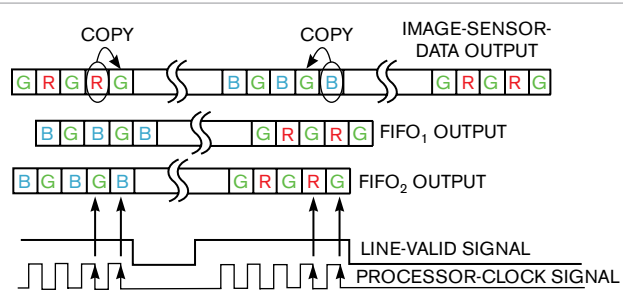 COPY COPY IMAGE-SENSOR-
DATA OUTPUT
G R G R G B G B G B G R G R G
B G B G B G R G R G FIFO1 OUTPUT
B G B G B G R G R G FIFO2 OUTPUT
LINE-VALID SIGNAL
PROCESSOR-CLOCK SIGNAL